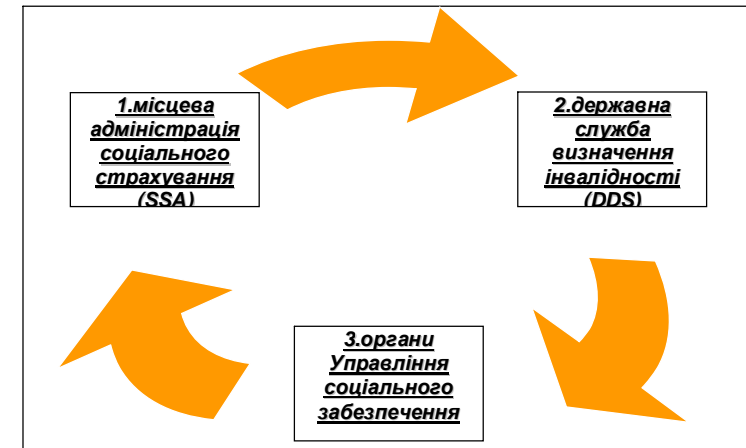 1.місцева
адміністрація
соціального
страхування
(SSA)
2.державна
служба
визначення
інвалідності
(DDS)
3.органи
Управління
соціального
забезпечення